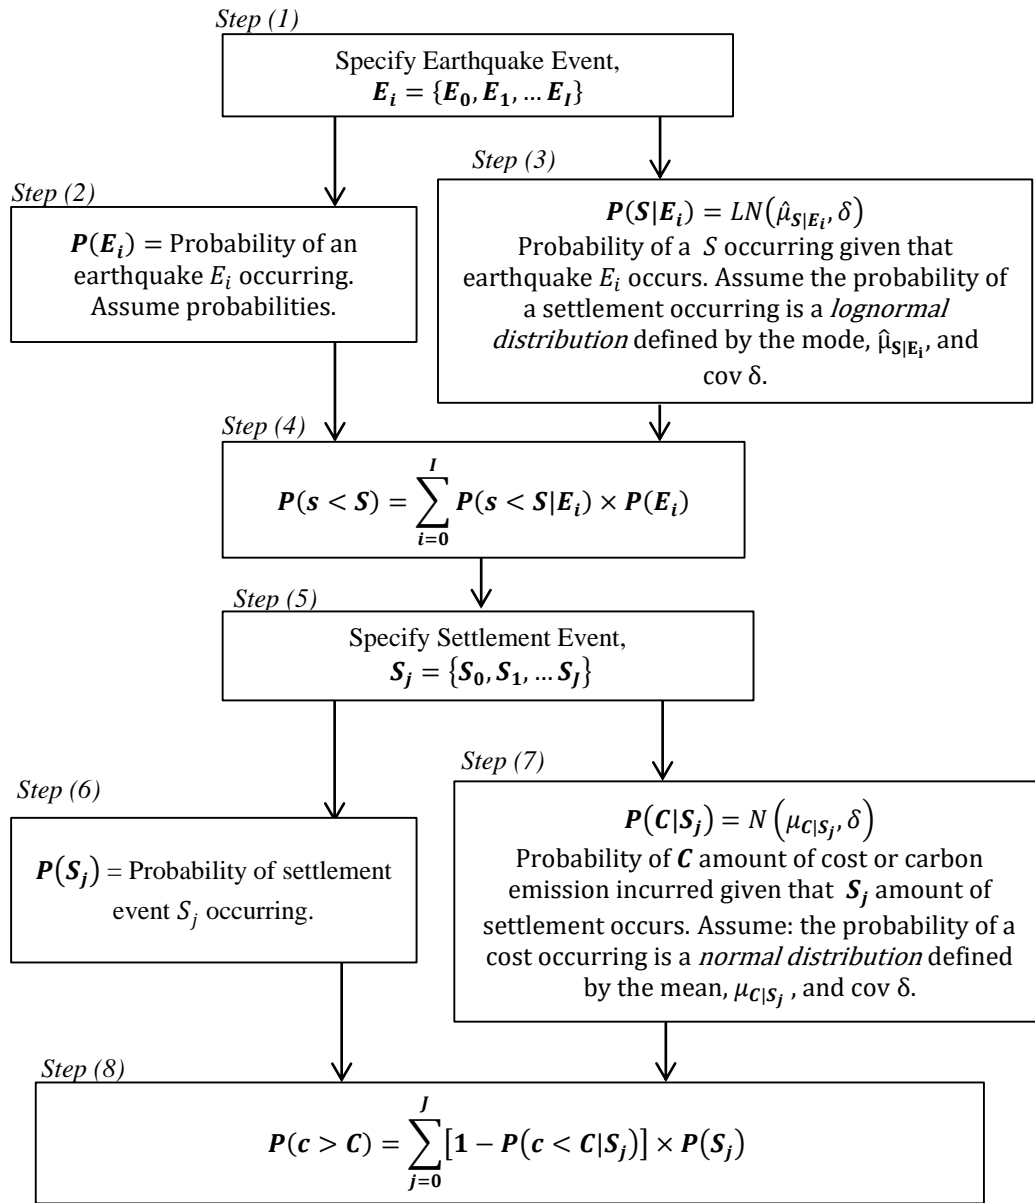 Step (1)
Specify Earthquake Event,
E_i = {E_0, E_1, … E_I}
Step (2)
P(E_i) = Probability of an
earthquake E_i occurring.
Assume probabilities.
Step (3)
P(S|E_i) = LN(μ̂_{S|E_i}, δ)
Probability of a S occurring given that
earthquake E_i occurs. Assume the probability of
a settlement occurring is a lognormal
distribution defined by the mode, μ̂_{S|E_i}, and
cov δ.
Step (4)
P(s < S) = ∑_{i=0}^{I} P(s < S|E_i) × P(E_i)
Step (5)
Specify Settlement Event,
S_j = {S_0, S_1, … S_J}
Step (6)
P(S_j) = Probability of settlement
event S_j occurring.
Step (7)
P(C|S_j) = N(μ_{C|S_j}, δ)
Probability of C amount of cost or carbon
emission incurred given that S_j amount of
settlement occurs. Assume: the probability of a
cost occurring is a normal distribution defined
by the mean, μ_{C|S_j} , and cov δ.
Step (8)
P(c > C) = ∑_{j=0}^{J} [1 − P(c < C|S_j)] × P(S_j)